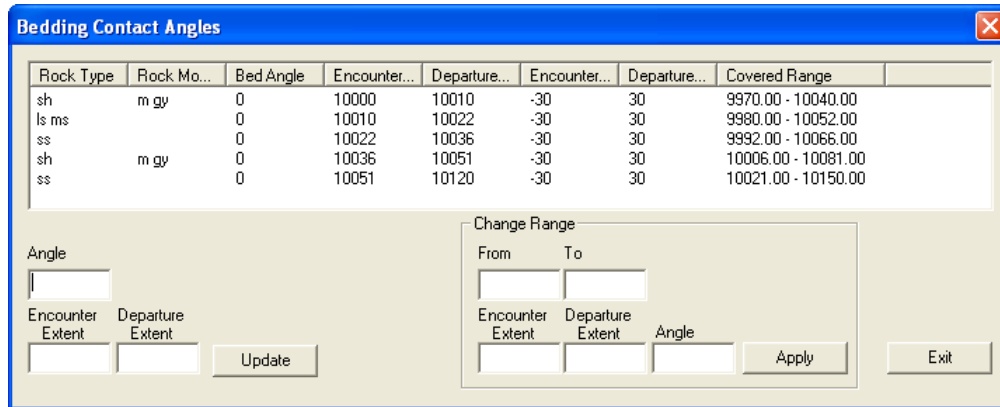 Bedding Contact Angles
Rock Type Rock Mo... Bed Angle Encounter... Departure... Encounter... Departure... Covered Range
sh m gy 0 10000 10010 -30 30 9970.00 - 10040.00
ls ms 0 10010 10022 -30 30 9980.00 - 10052.00
ss 0 10022 10036 -30 30 9992.00 - 10066.00
sh m gy 0 10036 10051 -30 30 10006.00 - 10081.00
ss 0 10051 10120 -30 30 10021.00 - 10150.00
Angle
Encounter Departure
Extent Extent
Update
Change Range
From To
Encounter Departure
Extent Extent Angle
Apply
Exit